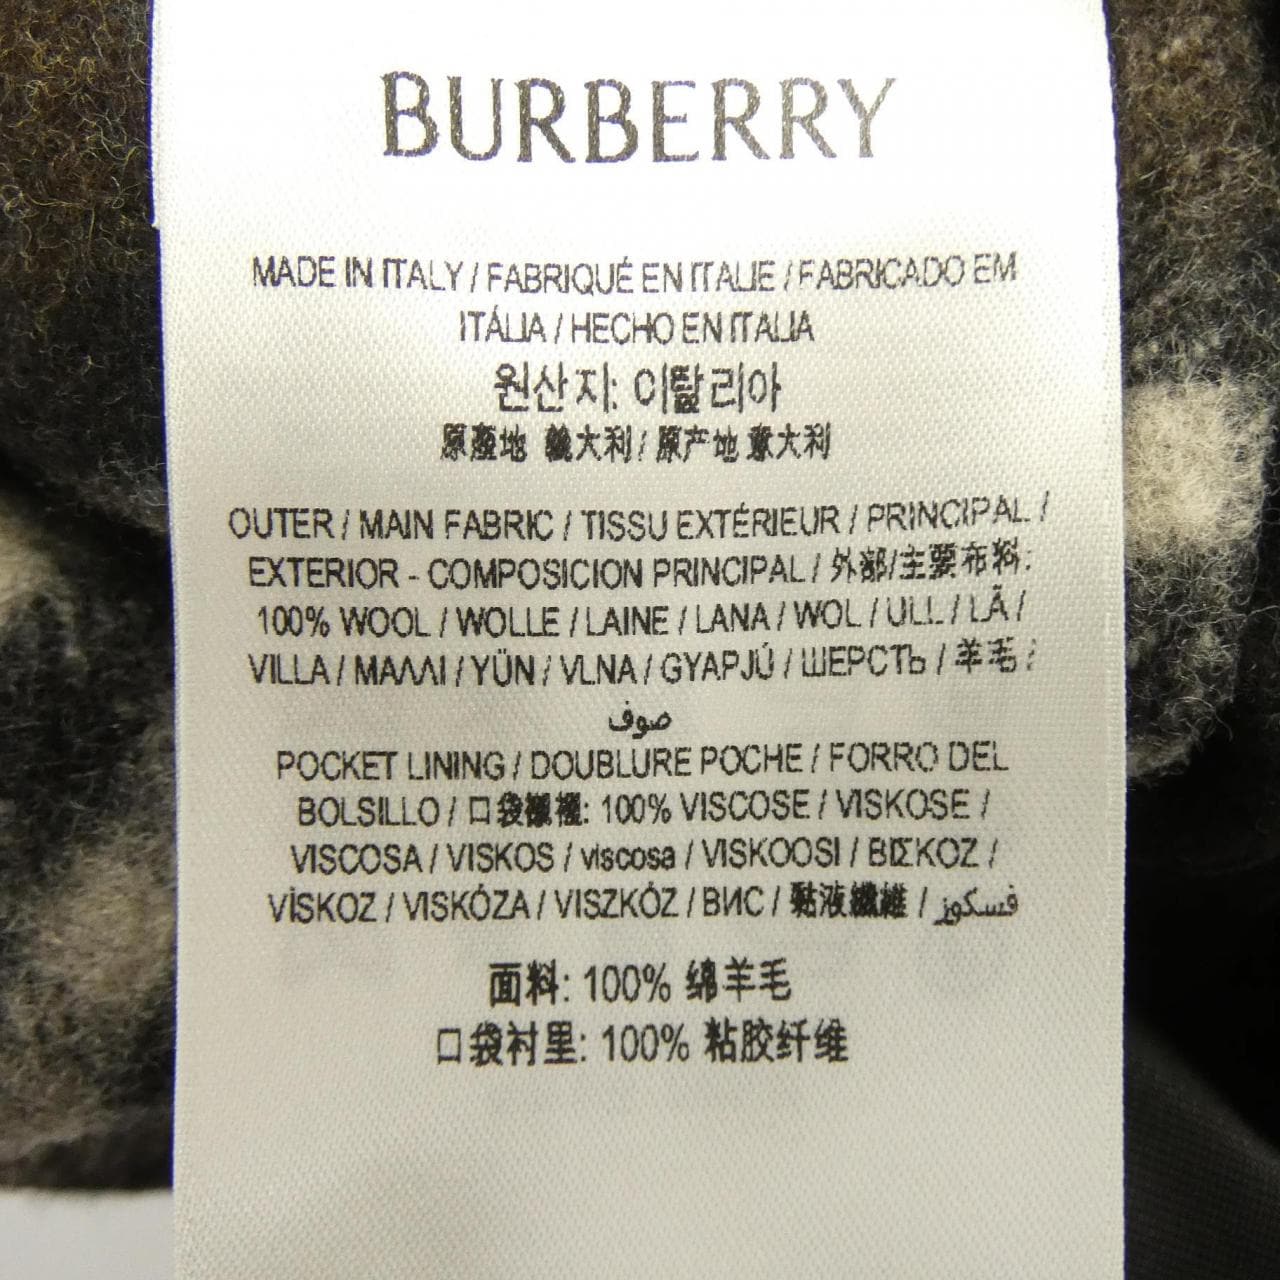 BURBERRY
MADE IN ITALY / FABRIQUÉ EN ITALIE / FABRICADO EM
ITÁLIA / HECHO EN ITALIA
원산지: 이탈리아
原產地 義大利 / 原产地 意大利
OUTER / MAIN FABRIC / TISSU EXTÉRIEUR / PRINCIPAL /
EXTERIOR - COMPOSICION PRINCIPAL / 外部/主要布料:
100% WOOL / WOLLE / LAINE / LANA / WOL / ULL / LÃ /
VILLA / ΜΑΛΛΙ / YÜN / VLNA / GYAPJÚ / ШЕРСТЬ / 羊毛 /
صوف
POCKET LINING / DOUBLURE POCHE / FORRO DEL
BOLSILLO / 口袋襯裡: 100% VISCOSE / VISKOSE /
VISCOSA / VISKOS / viscosa / VISKOOSI / ΒΙΣΚΟΖ /
VİSKOZ / VISKÓZA / VISZKÓZ / ВИС / 黏液纖維 / فسكوز
面料: 100% 绵羊毛
口袋衬里: 100% 粘胶纤维